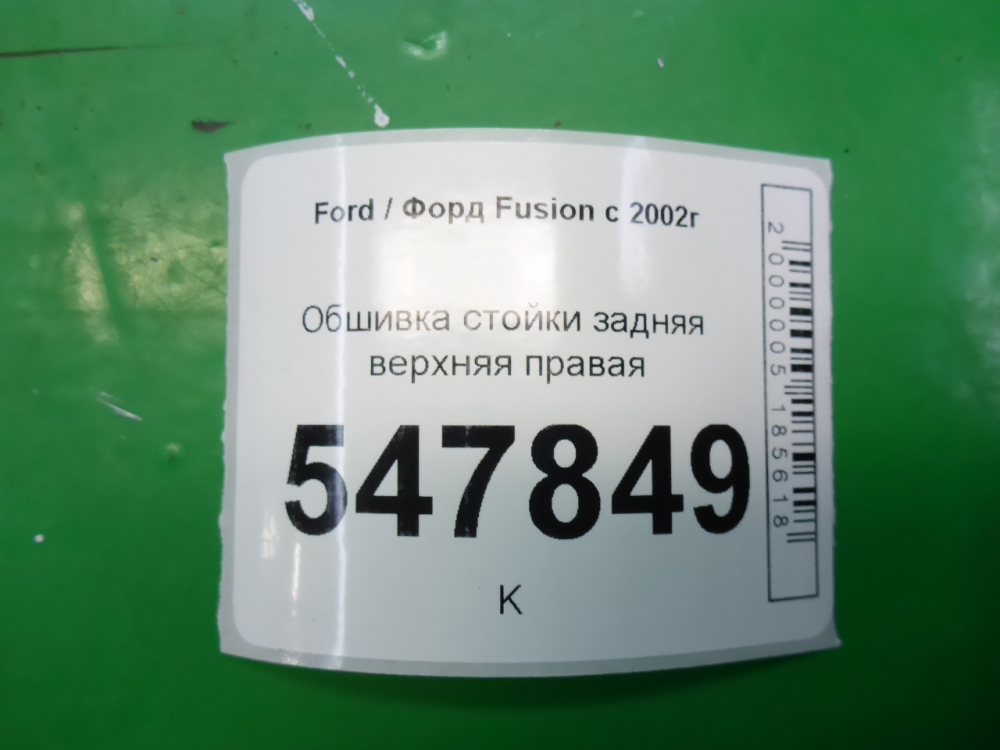 Ford / Форд Fusion с 2002г
Обшивка стойки задняя
верхняя правая
547849
К
2000005185618